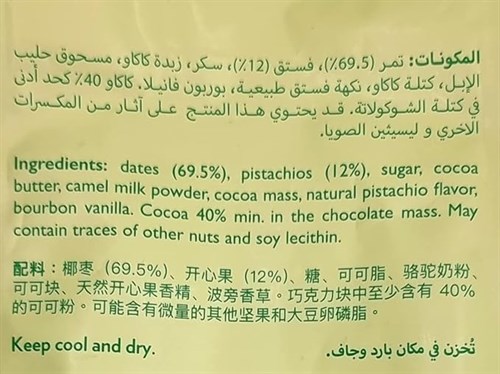 المكونات: تمر (69.5٪)، فستق (12٪)، سكر، زبدة كاكاو، مسحوق حليب
الإبل، كتلة كاكاو، نكهة فستق طبيعية، بوربون فانيلا. كاكاو 40٪ كحد أدنى
في كتلة الشوكولاتة. قد يحتوي هذا المنتج على آثار من المكسرات
الاخري و ليسيثين الصويا.
Ingredients: dates (69.5%), pistachios (12%), sugar, cocoa
butter, camel milk powder, cocoa mass, natural pistachio flavor,
bourbon vanilla. Cocoa 40% min. in the chocolate mass. May
contain traces of other nuts and soy lecithin.
配料：椰枣（69.5%）、开心果（12%）、糖、可可脂、骆驼奶粉、
可可块、天然开心果香精、波旁香草。巧克力块中至少含有 40%
的可可粉。可能含有微量的其他坚果和大豆卵磷脂。
Keep cool and dry.
تُخزن في مكان بارد وجاف.